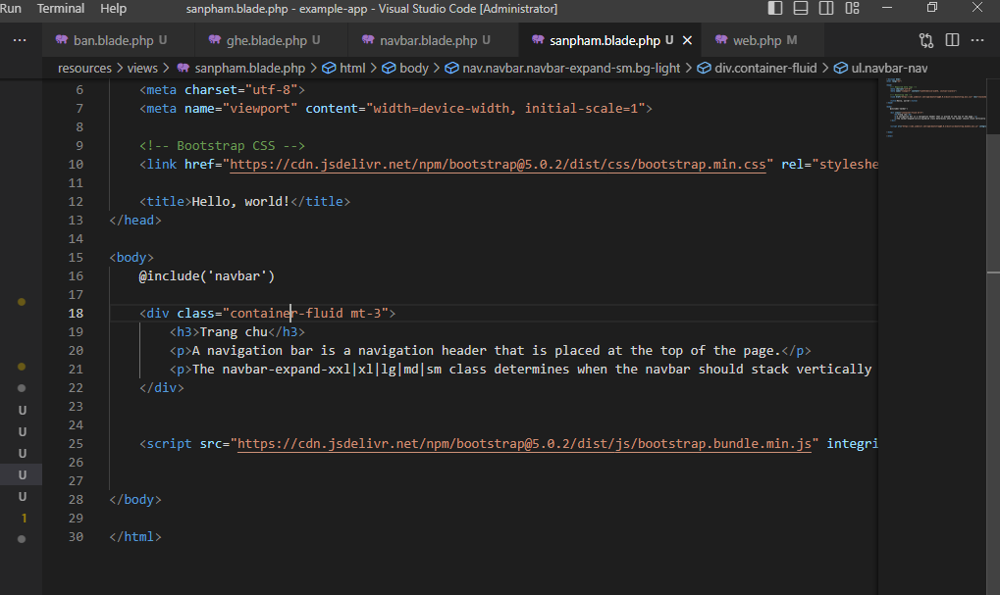 Run Terminal Help sanpham.blade.php - example-app - Visual Studio Code [Administrator]
ban.blade.php U ghe.blade.php U navbar.blade.php U sanpham.blade.php U web.php M
resources > views > sanpham.blade.php > html > body > nav.navbar.navbar-expand-sm.bg-light > div.container-fluid > ul.navbar-nav
6 <meta charset="utf-8">
7 <meta name="viewport" content="width=device-width, initial-scale=1">
8
9 <!-- Bootstrap CSS -->
10 <link href="https://cdn.jsdelivr.net/npm/bootstrap@5.0.2/dist/css/bootstrap.min.css" rel="styleshe
11
12 <title>Hello, world!</title>
13 </head>
14
15 <body>
16 @include('navbar')
17
18 <div class="container-fluid mt-3">
19 <h3>Trang chu</h3>
20 <p>A navigation bar is a navigation header that is placed at the top of the page.</p>
21 <p>The navbar-expand-xxl|xl|lg|md|sm class determines when the navbar should stack vertically
22 </div>
23
24
25 <script src="https://cdn.jsdelivr.net/npm/bootstrap@5.0.2/dist/js/bootstrap.bundle.min.js" integri
26
27
28 </body>
29
30 </html>
U
U
U
U
U
1